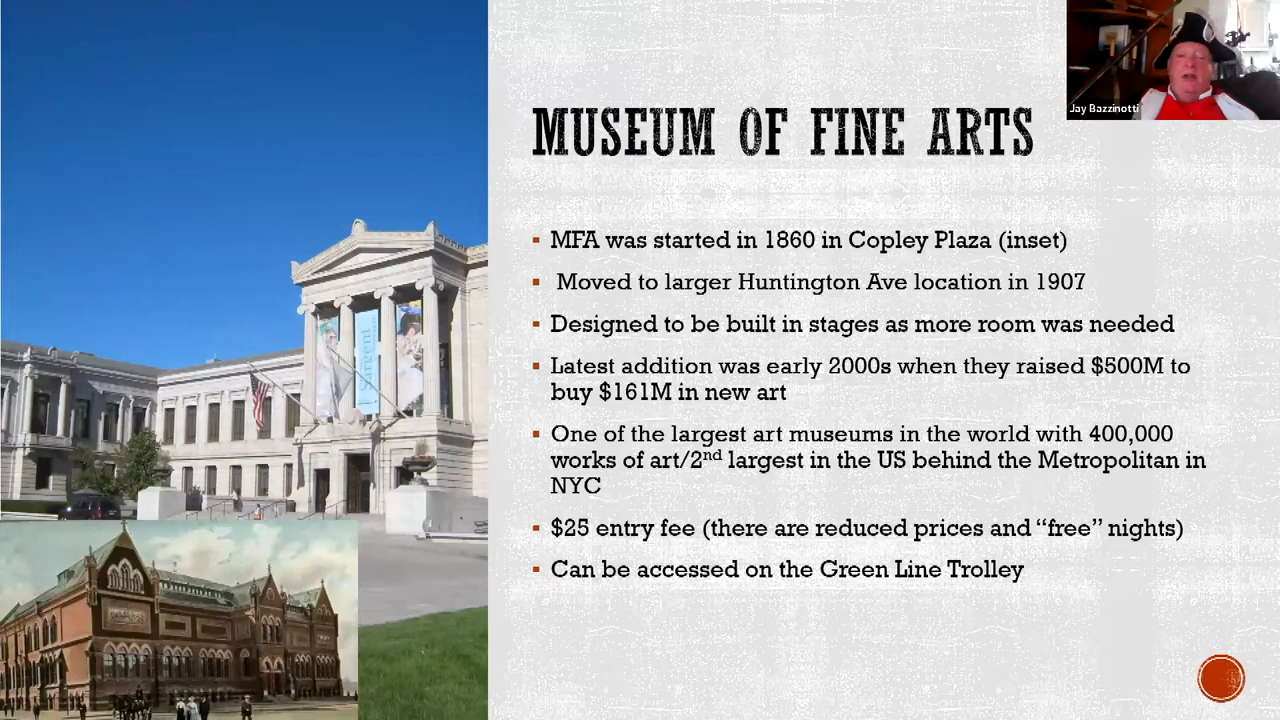 Jay Bazzinotti
MUSEUM OF FINE ARTS
MFA was started in 1860 in Copley Plaza (inset)
Moved to larger Huntington Ave location in 1907
Designed to be built in stages as more room was needed
Latest addition was early 2000s when they raised $500M to
buy $161M in new art
One of the largest art museums in the world with 400,000
works of art/2nd largest in the US behind the Metropolitan in
NYC
$25 entry fee (there are reduced prices and “free” nights)
Can be accessed on the Green Line Trolley
Sargent